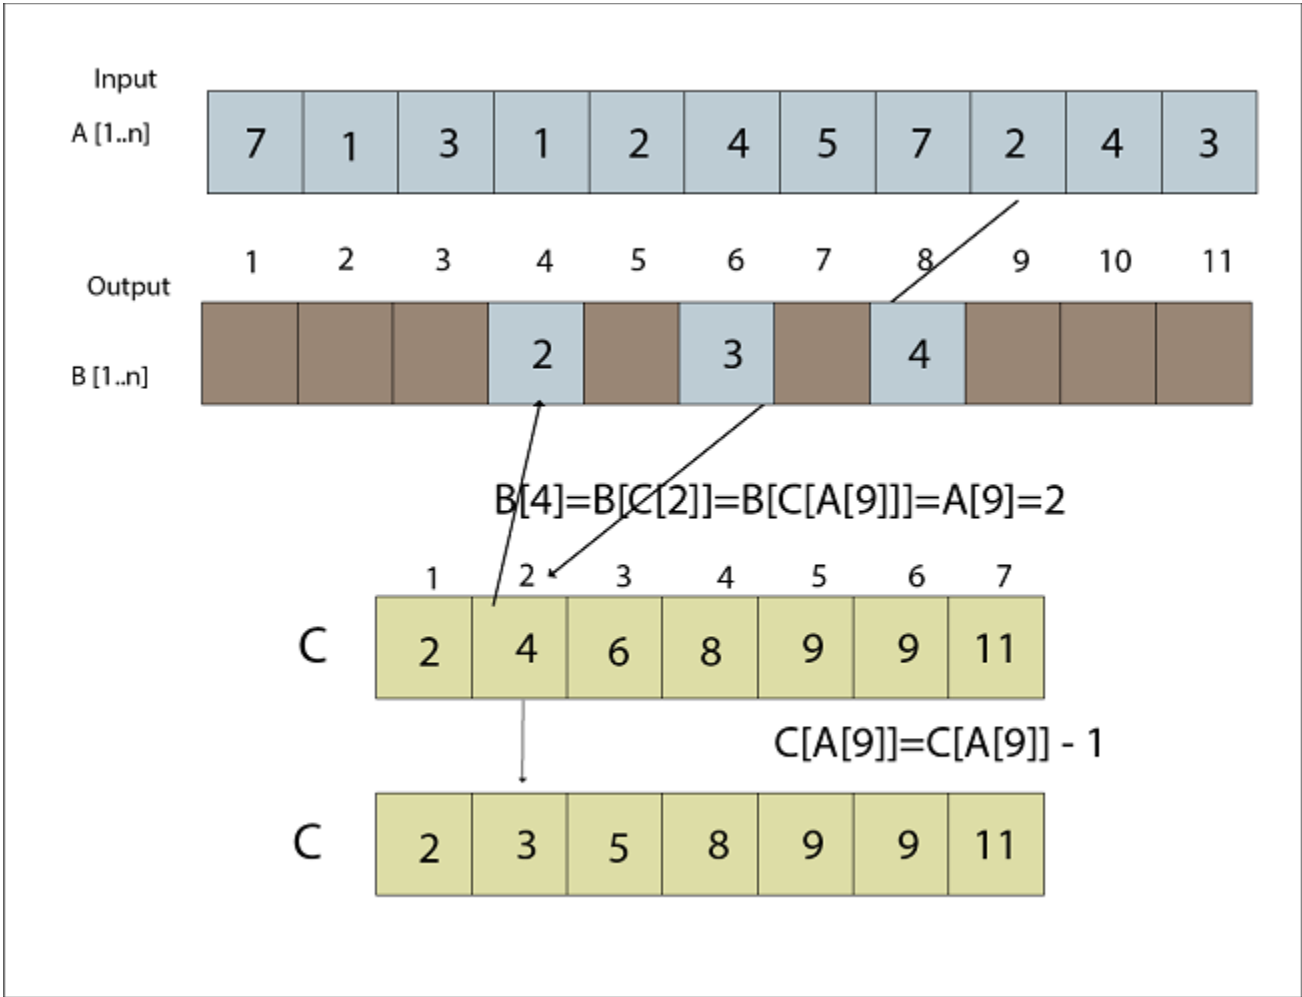 Input
A [1..n]
7 1 3 1 2 4 5 7 2 4 3
1 2 3 4 5 6 7 8 9 10 11
Output
B [1..n]
2 3 4
B[4]=B[C[2]]=B[C[A[9]]]=A[9]=2
1 2 3 4 5 6 7
C 2 4 6 8 9 9 11
C[A[9]]=C[A[9]] - 1
C 2 3 5 8 9 9 11